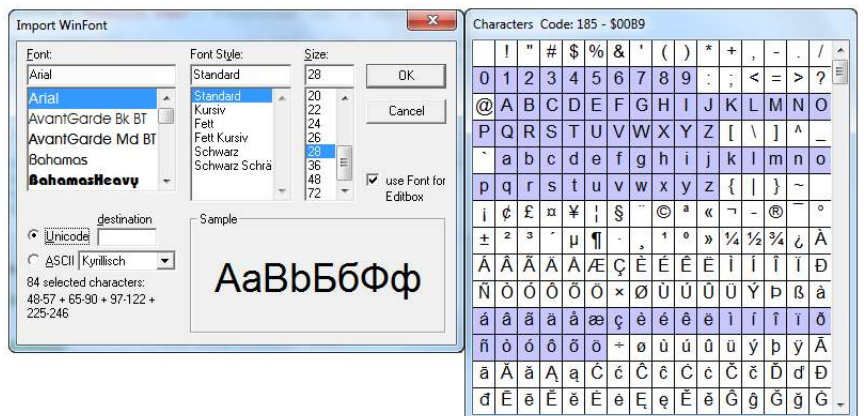 Import WinFont
Font:
Arial
Arial
AvantGarde Bk BT
AvantGarde Md BT
Bahamas
BahamasHeavy
Font Style:
Standard
Standard
Kursiv
Fett
Fett Kursiv
Schwarz
Schwarz Schrä
Size:
28
20
22
24
26
28
36
48
72
OK
Cancel
use Font for
Editbox
destination
Unicode
ASCII Kyrillisch
84 selected characters:
48-57 + 65-90 + 97-122 +
225-246
Sample
AaBbБбФф
Characters Code: 185 - $00B9
! " # $ % & ' ( ) * + , - . /
0 1 2 3 4 5 6 7 8 9 : ; < = > ?
@ A B C D E F G H I J K L M N O
P Q R S T U V W X Y Z [ \ ] ^ _
` a b c d e f g h i j k l m n o
p q r s t u v w x y z { | } ~
¡ ¢ £ ¤ ¥ ¦ § ¨ © ª « ¬ - ® ¯ °
± ² ³ ´ µ ¶ · ¸ ¹ º » ¼ ½ ¾ ¿ À
Á Â Ã Ä Å Æ Ç È É Ê Ë Ì Í Î Ï Ð
Ñ Ò Ó Ô Õ Ö × Ø Ù Ú Û Ü Ý Þ ß à
á â ã ä å æ ç è é ê ë ì í î ï ð
ñ ò ó ô õ ö ÷ ø ù ú û ü ý þ ÿ Ā
ā Ă ă Ą ą Ć ć Ĉ ĉ Ċ ċ Č č Ď ď Đ
đ Ē ē Ĕ ĕ Ė ė Ę ę Ě ě Ĝ ĝ Ğ ğ Ġ